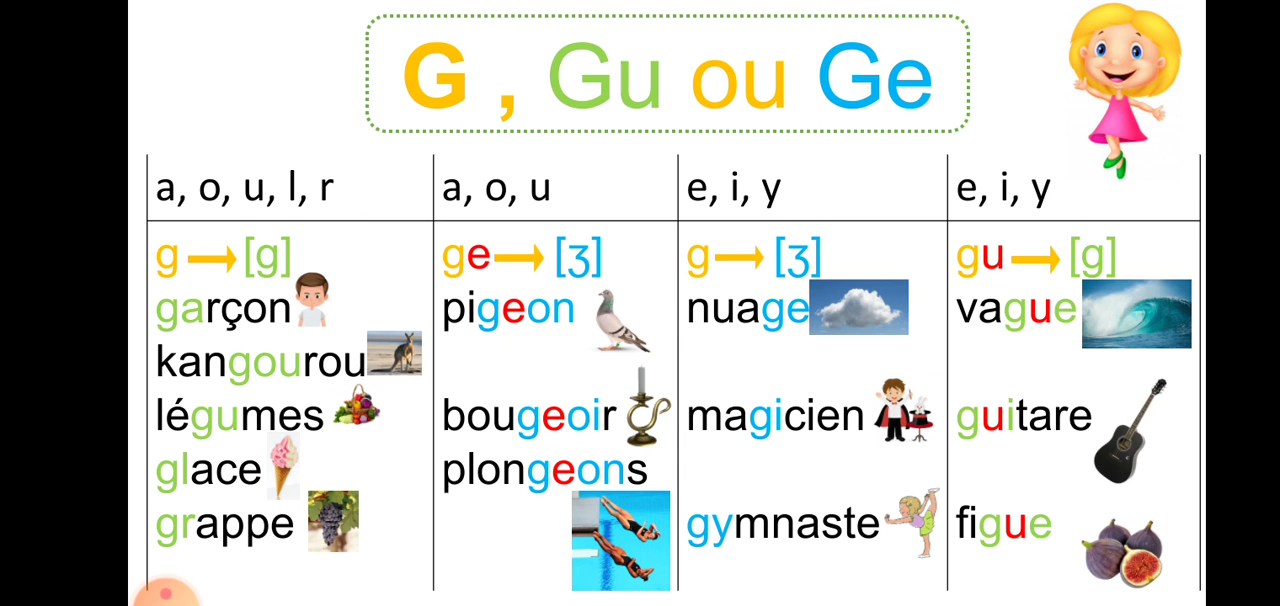 G , Gu ou Ge
a, o, u, l, r
g → [g]
garçon
kangourou
légumes
glace
grappe
a, o, u
ge → [ʒ]
pigeon
bougeoir
plongeons
e, i, y
g → [ʒ]
nuage
magicien
gymnaste
e, i, y
gu → [g]
vague
guitare
figue